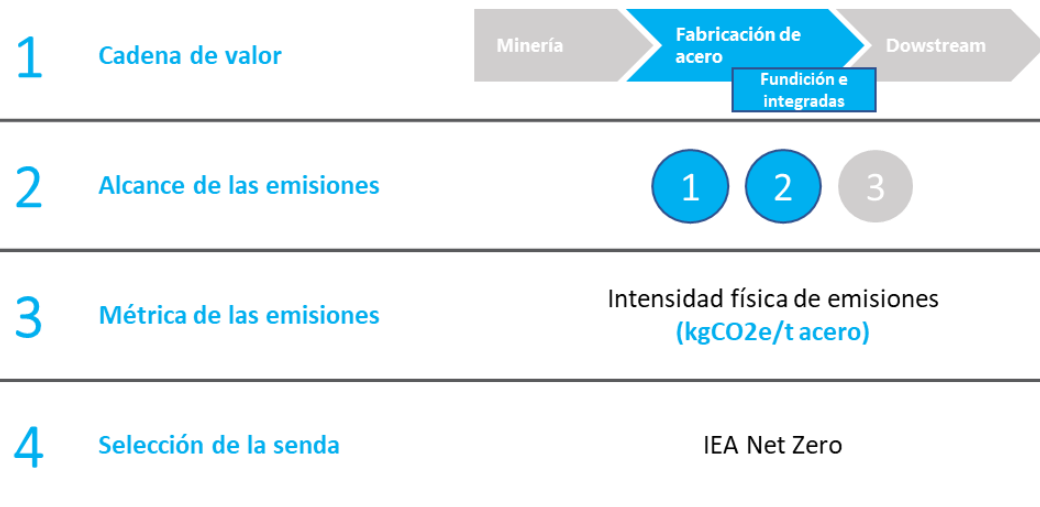 1
Cadena de valor
Minería
Fabricación de
acero
Dowstream
Fundición e
integradas
2
Alcance de las emisiones
1
2
3
3
Métrica de las emisiones
Intensidad física de emisiones
(kgCO2e/t acero)
4
Selección de la senda
IEA Net Zero